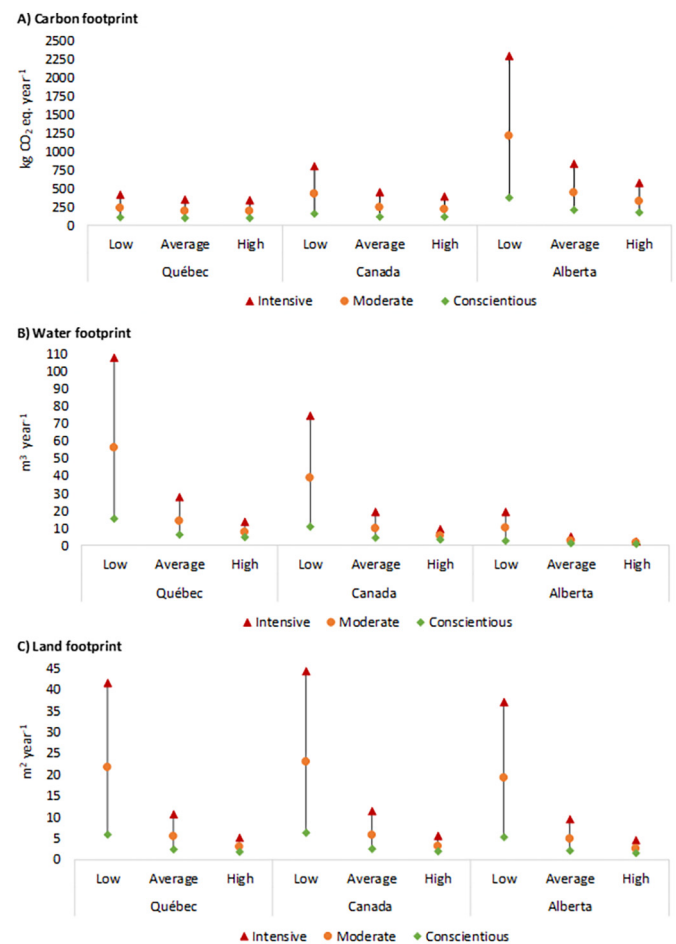 A) Carbon footprint
2500
2250
2000
1750
1500
1250
1000
750
500
250
0
kg CO₂ eq. year⁻¹
Low Average High Low Average High Low Average High
Québec Canada Alberta
Intensive Moderate Conscientious
B) Water footprint
110
100
90
80
70
60
50
40
30
20
10
0
m³ year⁻¹
Low Average High Low Average High Low Average High
Québec Canada Alberta
Intensive Moderate Conscientious
C) Land footprint
45
40
35
30
25
20
15
10
5
0
m² year⁻¹
Low Average High Low Average High Low Average High
Québec Canada Alberta
Intensive Moderate Conscientious